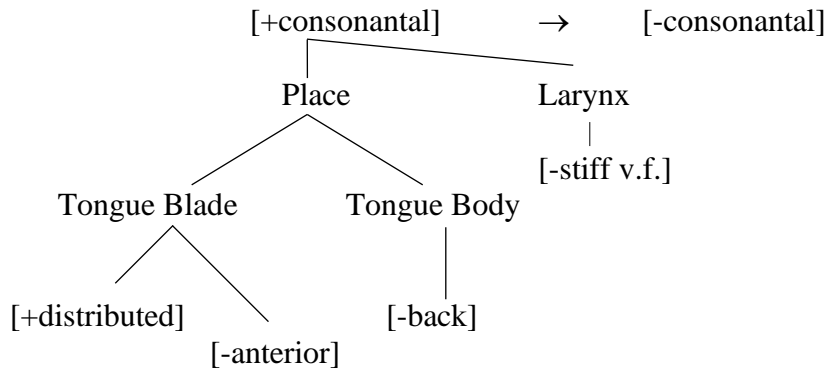 [+consonantal] → [-consonantal]
Place Larynx
[-stiff v.f.]
Tongue Blade Tongue Body
[+distributed] [-back]
[-anterior]